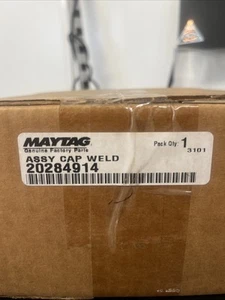 MAYTAG Pack Qty 1
Genuine Factory Parts 3101
ASSY CAP WELD
20284914